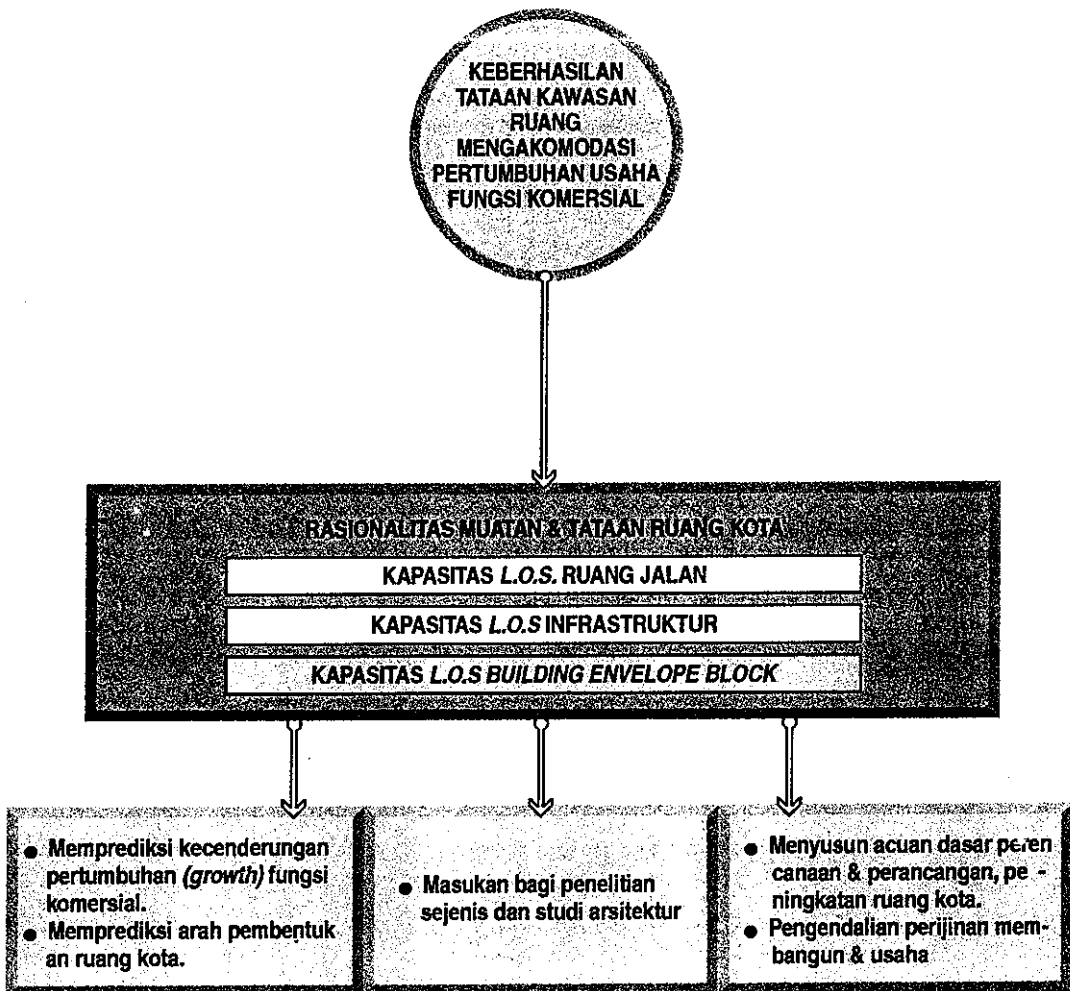 KEBERHASILAN
TATAAN KAWASAN
RUANG
MENGAKOMODASI
PERTUMBUHAN USAHA
FUNGSI KOMERSIAL
RASIONALITAS MUATAN & TATAAN RUANG KOTA
KAPASITAS L.O.S. RUANG JALAN
KAPASITAS L.O.S INFRASTRUKTUR
KAPASITAS L.O.S BUILDING ENVELOPE BLOCK
● Memprediksi kecenderungan
pertumbuhan (growth) fungsi
komersial.
● Memprediksi arah pembentuk
an ruang kota.
● Masukan bagi penelitian
sejenis dan studi arsitektur
● Menyusun acuan dasar peren
canaan & perancangan, pe -
ningkatan ruang kota.
● Pengendalian perijinan mem-
bangun & usaha